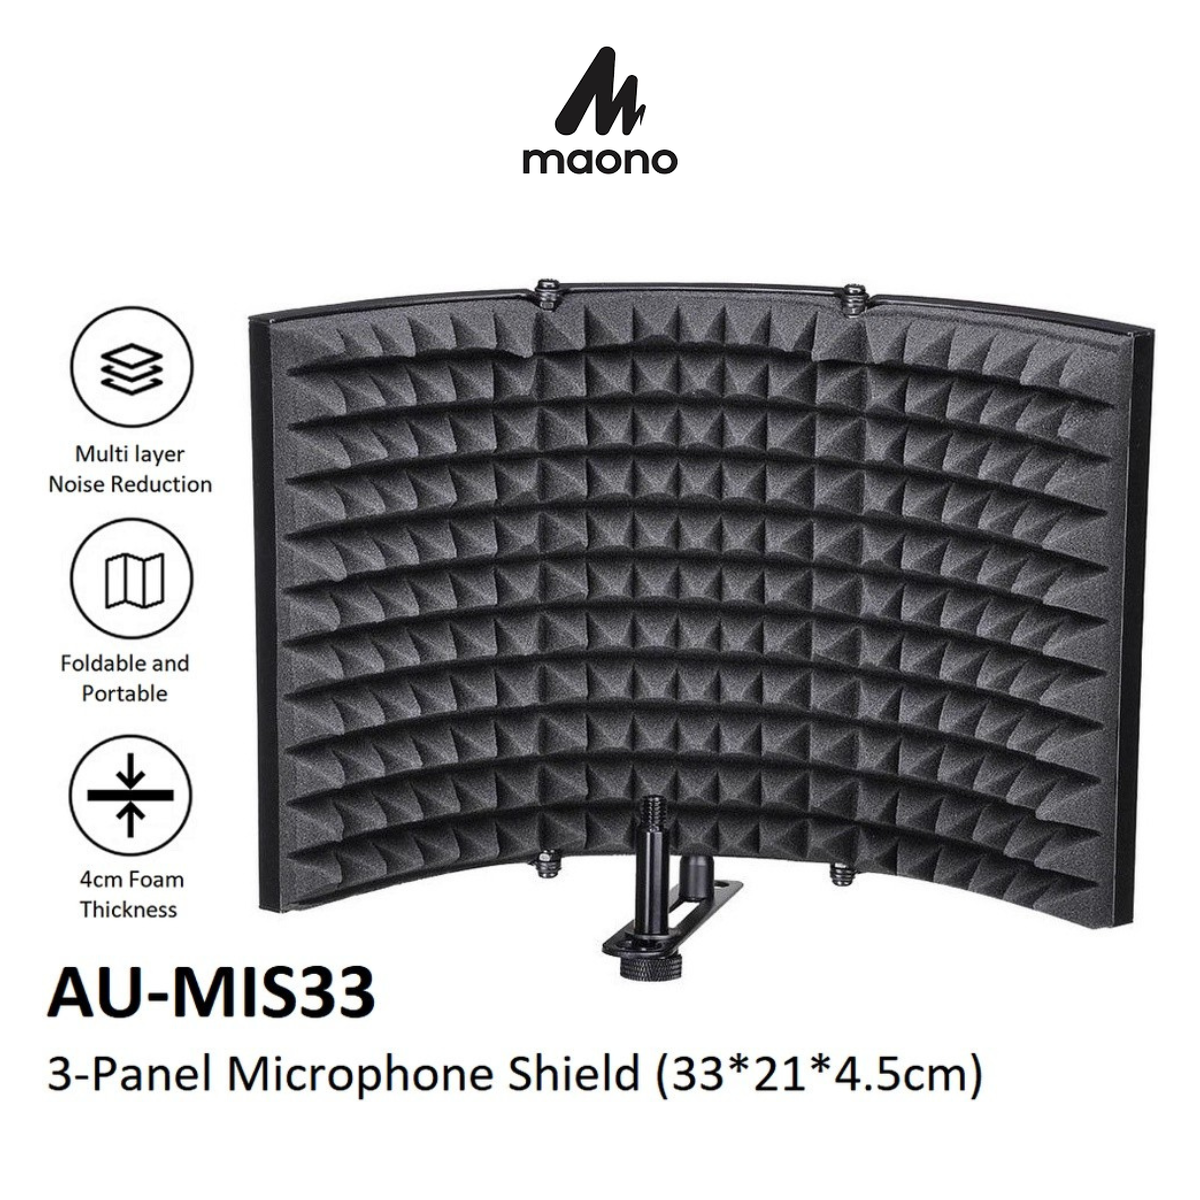 maono
Multi layer
Noise Reduction
Foldable and
Portable
4cm Foam
Thickness
AU-MIS33
3-Panel Microphone Shield (33*21*4.5cm)